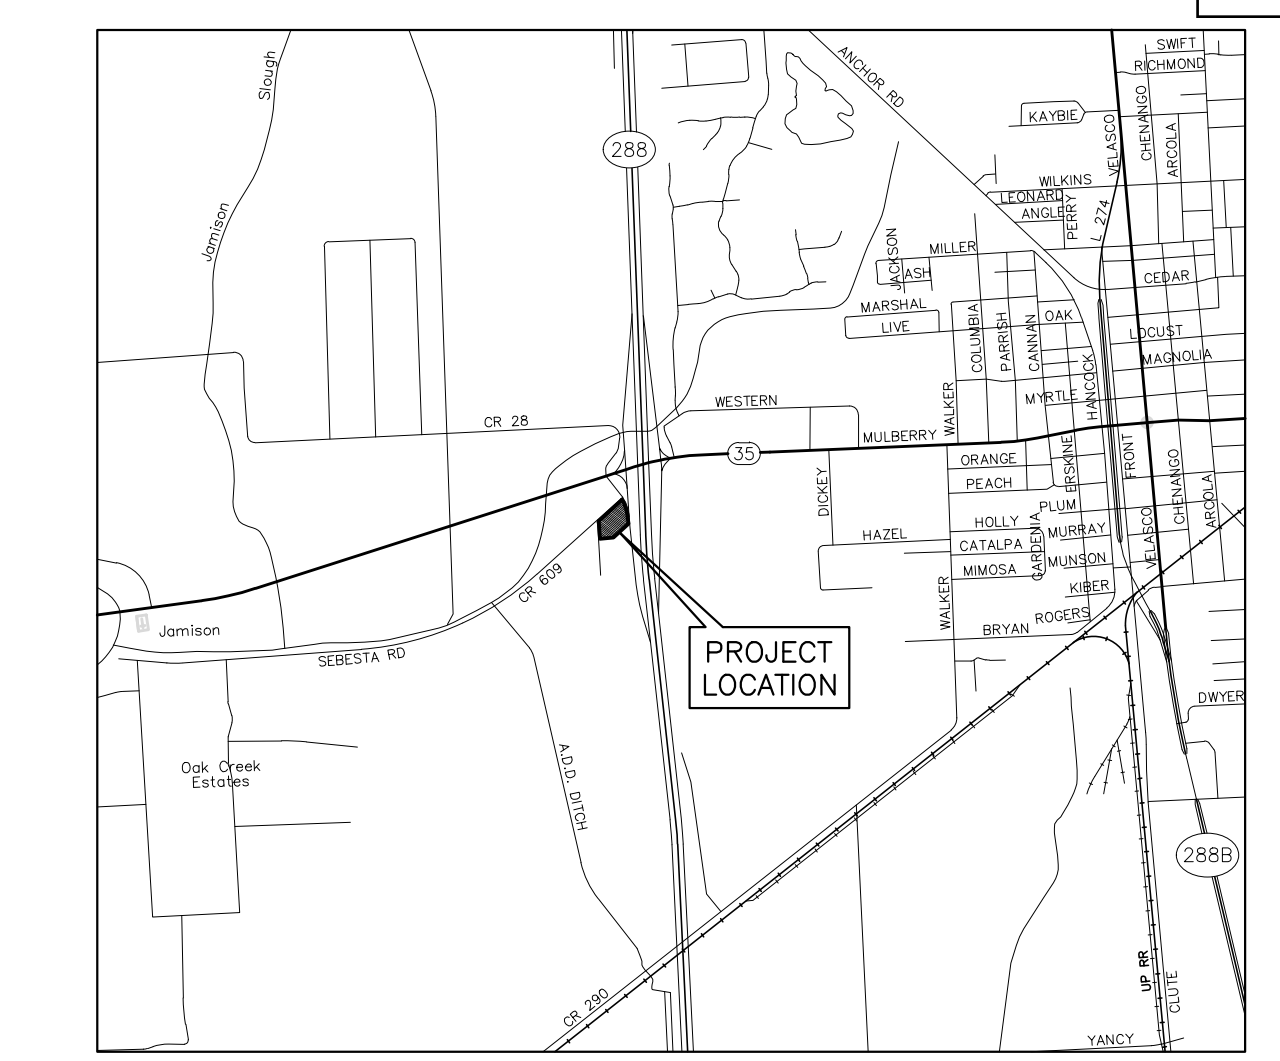 SWIFT
RICHMOND
Slough
ANCHOR RD
KAYBIE
CHENANGO
VELASCO
ARCOLA
288
WILKINS
LEONARD
ANGLE
PERRY
L 274
Jamison
JACKSON
MILLER
ASH
CEDAR
MARSHAL
LIVE
OAK
COLUMBIA
PARRISH
CANNAN
LOCUST
MAGNOLIA
HANCOCK
WALKER
MYRTLE
WESTERN
CR 28
MULBERRY
35
ORANGE
PEACH
ERSKINE
FRONT
CHENANGO
ARCOLA
DICKEY
PLUM
HOLLY
GARDENIA
MURRAY
VELASCO
HAZEL
CATALPA
MIMOSA
MUNSON
KIBER
WALKER
ROGERS
BRYAN
CR 609
Jamison
SEBESTA RD
PROJECT
LOCATION
DWYER
Oak Creek
Estates
A.D.D. DITCH
288B
UP RR
CLUTE
CR 290
YANCY